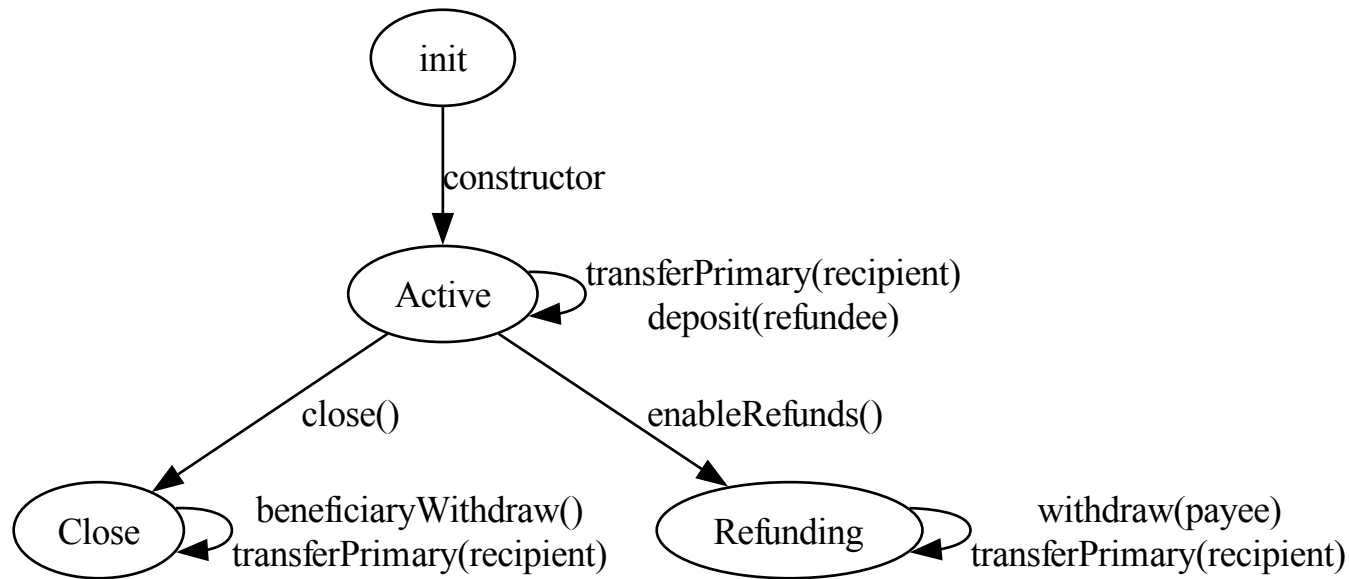 init
constructor
Active
transferPrimary(recipient)
deposit(refundee)
close()
enableRefunds()
Close
beneficiaryWithdraw()
transferPrimary(recipient)
Refunding
withdraw(payee)
transferPrimary(recipient)